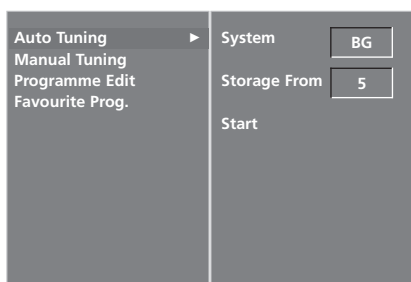 Auto Tuning ►
Manual Tuning
Programme Edit
Favourite Prog.
System BG
Storage From 5
Start